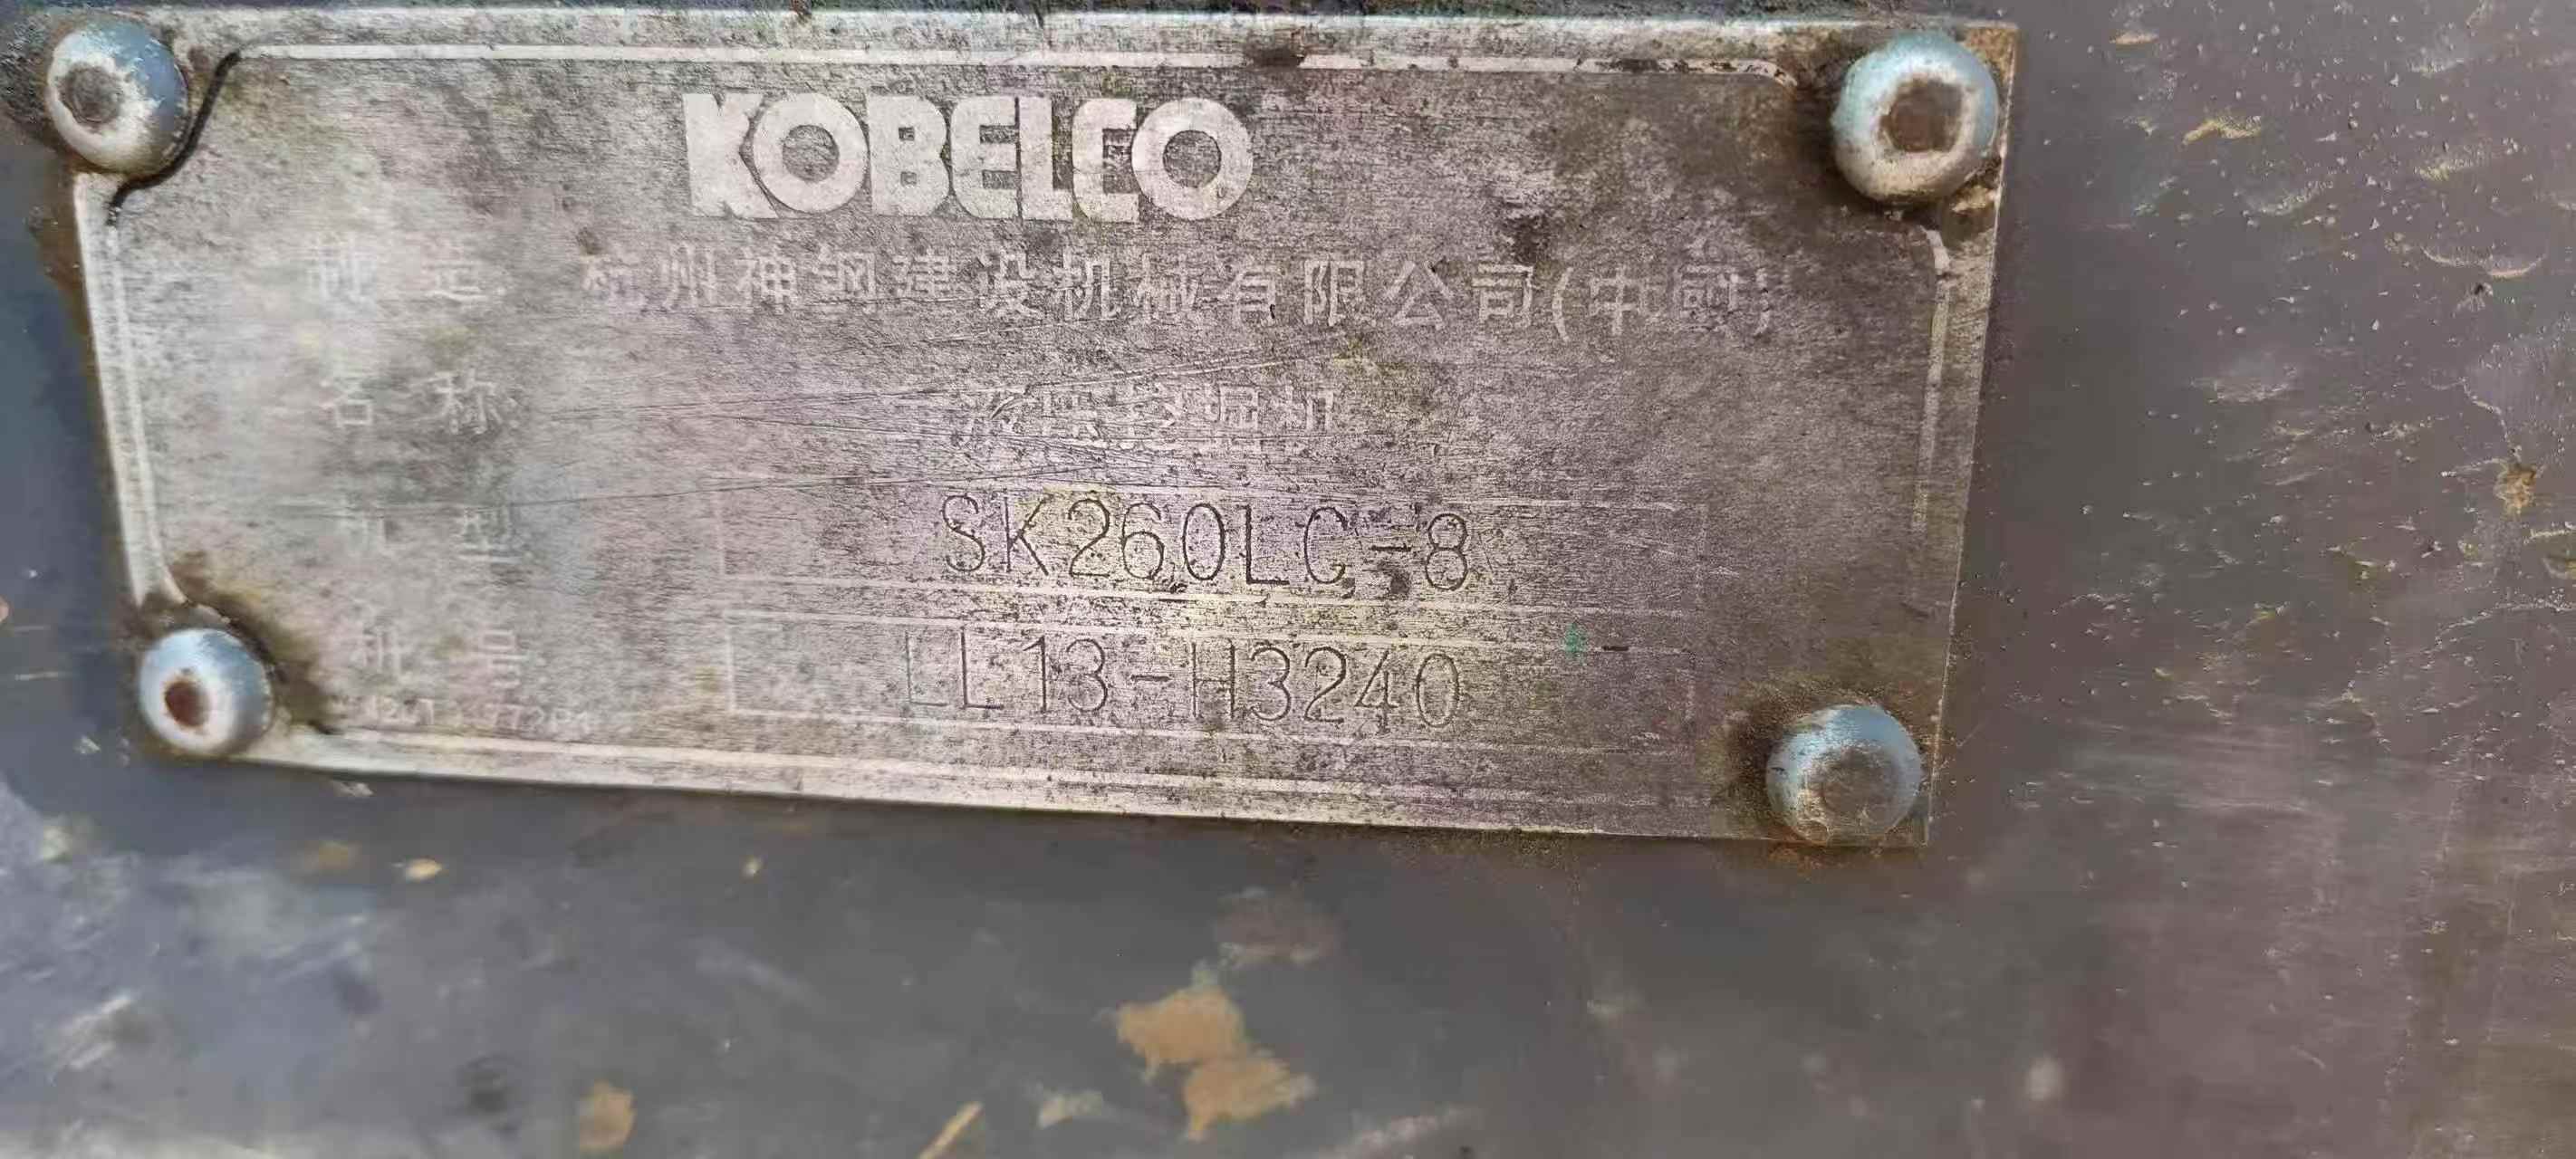 KOBELCO
制 造 杭州神钢建设机械有限公司(中国)
名 称 液压挖掘机
机 型 SK260LC-8
机 号 LL13-H3240